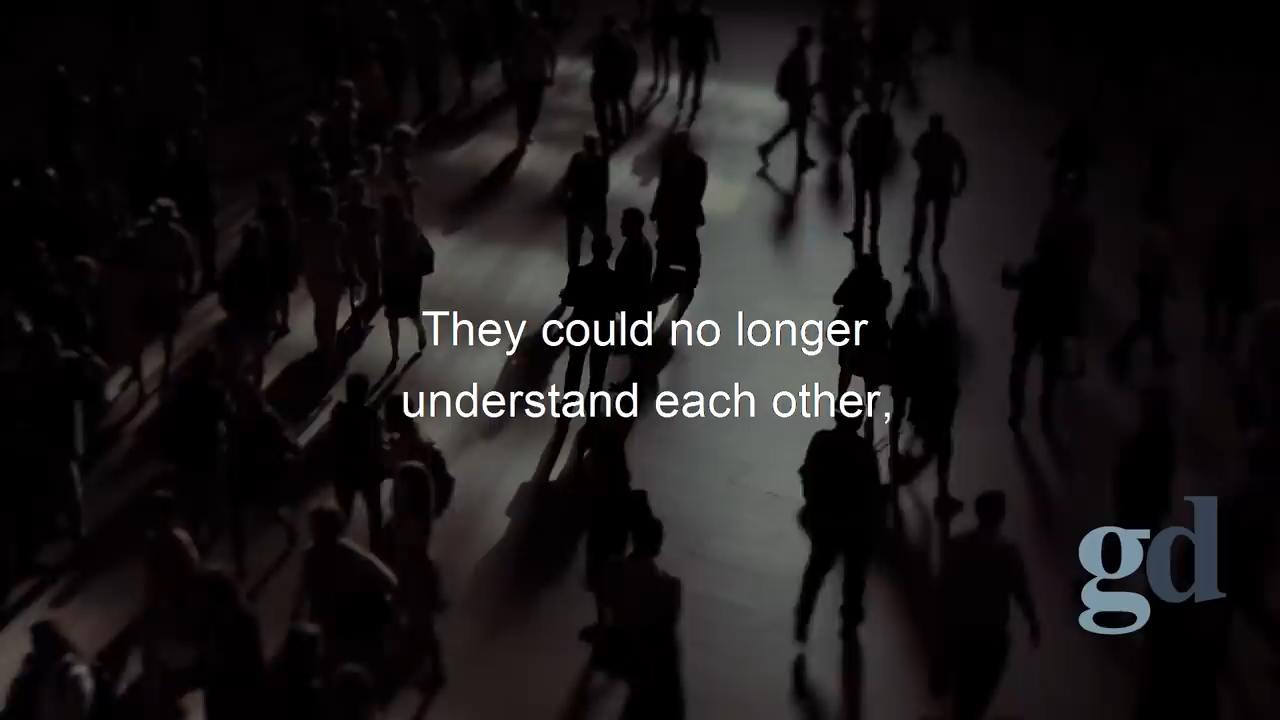 They could no longer
understand each other,
gd